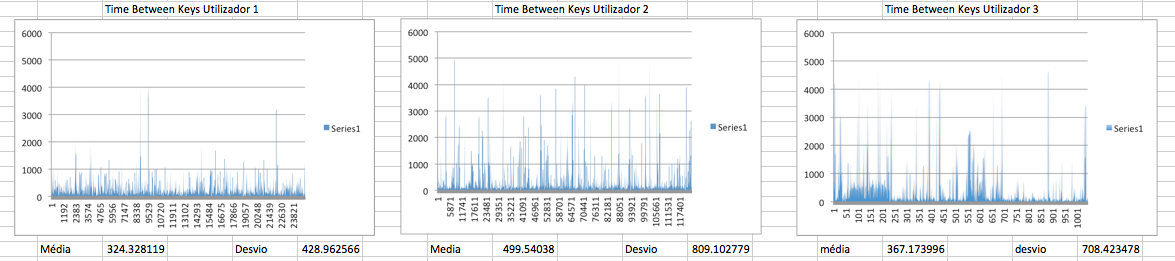 Time Between Keys Utilizador 1
6000
5000
4000
3000
2000
1000
0
1 1192 2383 3574 4765 5956 7147 8338 9529 10720 11911 13102 14293 15484 16675 17866 19057 20248 21439 22630 23821
Series1
Média 324.328119 Desvio 428.962566
Time Between Keys Utilizador 2
6000
5000
4000
3000
2000
1000
0
1 5871 11741 17611 23481 29351 35221 41091 46961 52831 58701 64571 70441 76311 82181 88051 93921 99791 105661 111531 117401
Series1
Media 499.54038 Desvio 809.102779
Time Between Keys Utilizador 3
6000
5000
4000
3000
2000
1000
0
1 51 101 151 201 251 301 351 401 451 501 551 601 651 701 751 801 851 901 951 1001
Series1
média 367.173996 desvio 708.423478